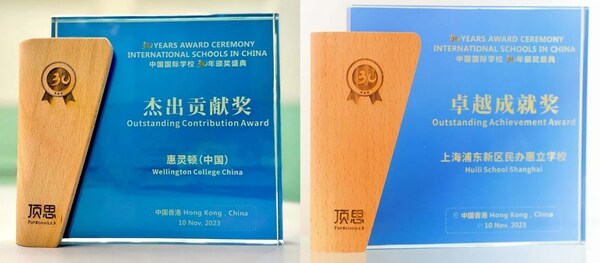 30 YEARS AWARD CEREMONY
INTERNATIONAL SCHOOLS IN CHINA
中国国际学校 30年颁奖盛典
30
杰出贡献奖
Outstanding Contribution Award
惠灵顿(中国)
Wellington College China
顶思
中国香港 Hong Kong, China
10 Nov. 2023
30 YEARS AWARD CEREMONY
INTERNATIONAL SCHOOLS IN CHINA
中国国际学校 30年颁奖盛典
30
卓越成就奖
Outstanding Achievement Award
上海浦东新区民办惠立学校
Huili School Shanghai
顶思
中国香港 Hong Kong, China
10 Nov. 2023